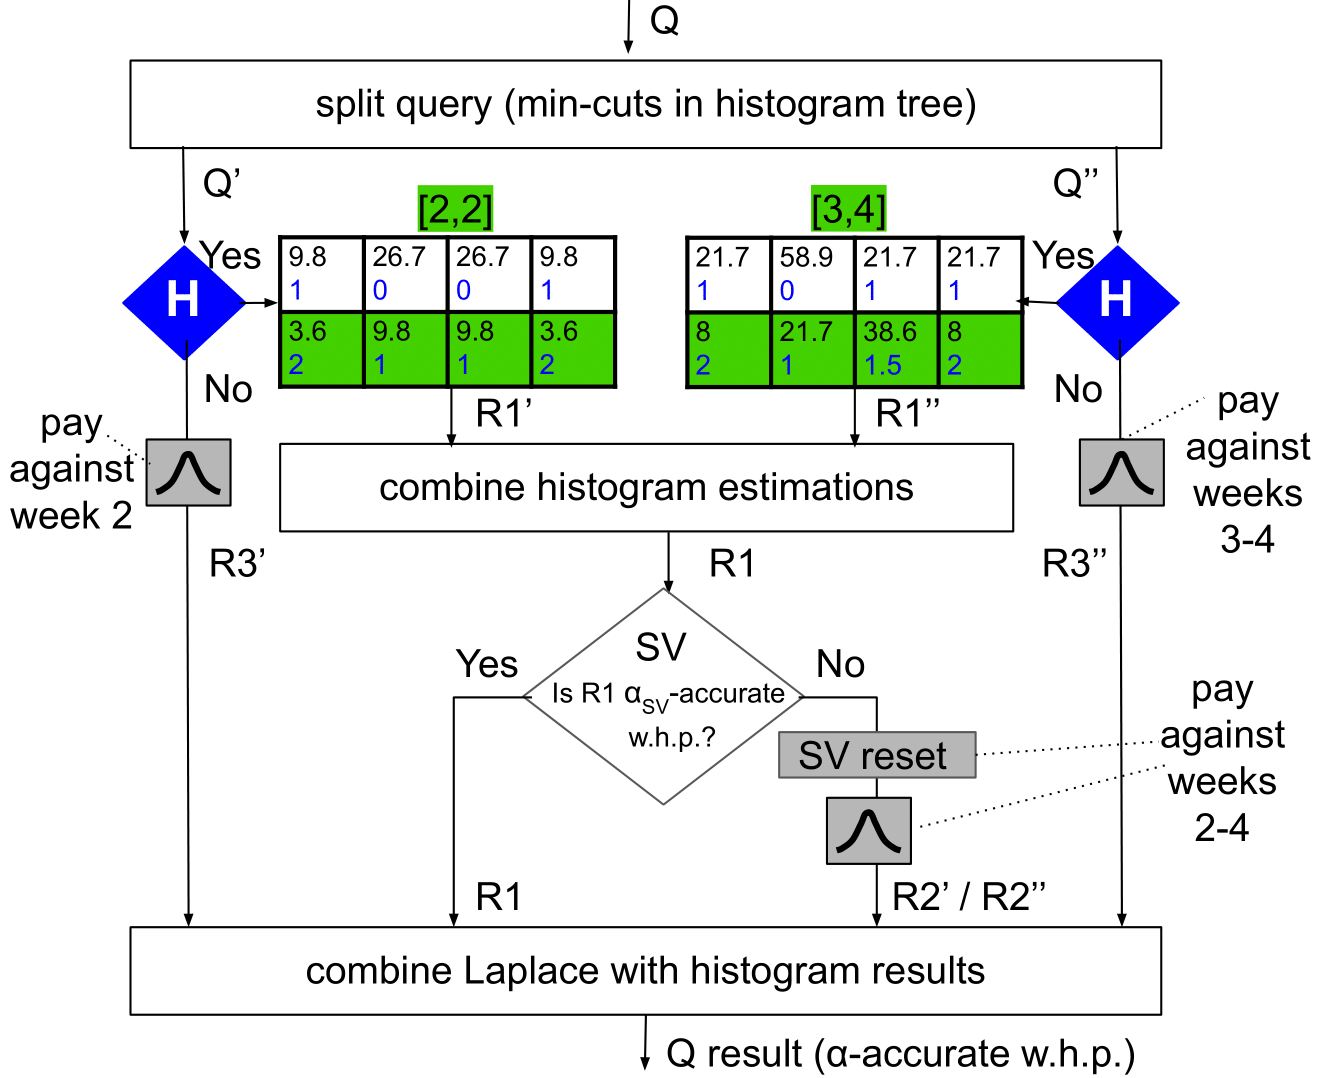 Q
split query (min-cuts in histogram tree)
Q’
Q’’
[2,2]
[3,4]
Yes
H
9.8 26.7 26.7 9.8
1 0 0 1
3.6 9.8 9.8 3.6
2 1 1 2
21.7 58.9 21.7 21.7
1 0 1 1
8 21.7 38.6 8
2 1 1.5 2
Yes
H
No
No
R1’
R1’’
pay
against
week 2
pay
against
weeks
3-4
combine histogram estimations
R3’
R1
R3’’
SV
Is R1 αSV-accurate
w.h.p.?
Yes
No
SV reset
pay
against
weeks
2-4
R1
R2’ / R2’’
combine Laplace with histogram results
Q result (α-accurate w.h.p.)